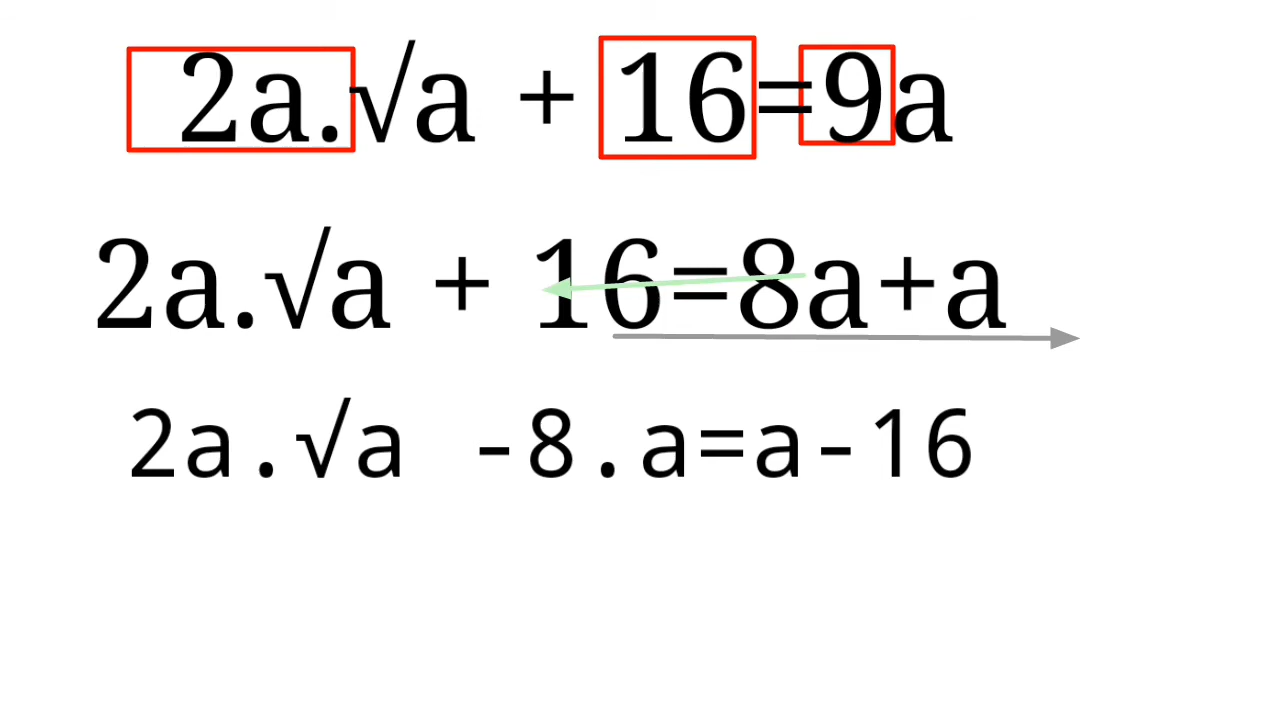 2a.√a + 16=9a
2a.√a + 16=8a+a
2a.√a -8.a=a-16